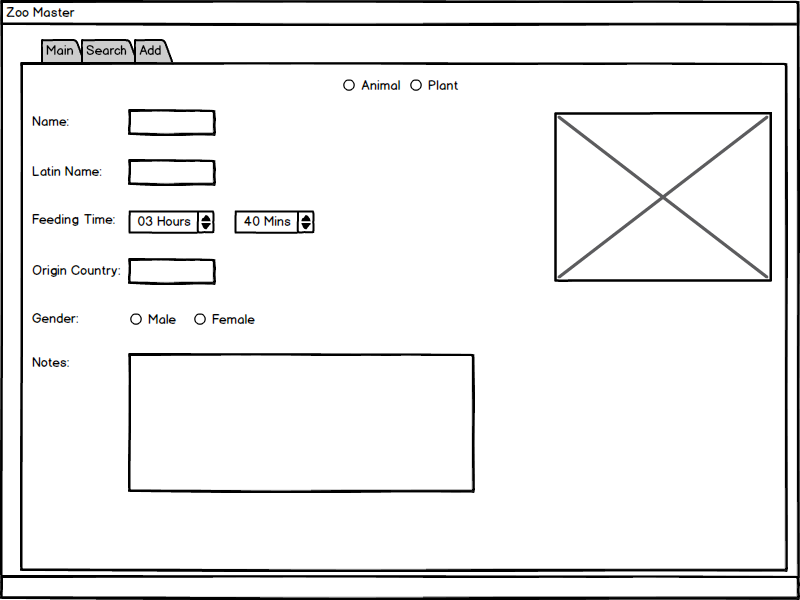 Zoo Master
Main Search Add
Animal Plant
Name:
Latin Name:
Feeding Time: 03 Hours 40 Mins
Origin Country:
Gender: Male Female
Notes: